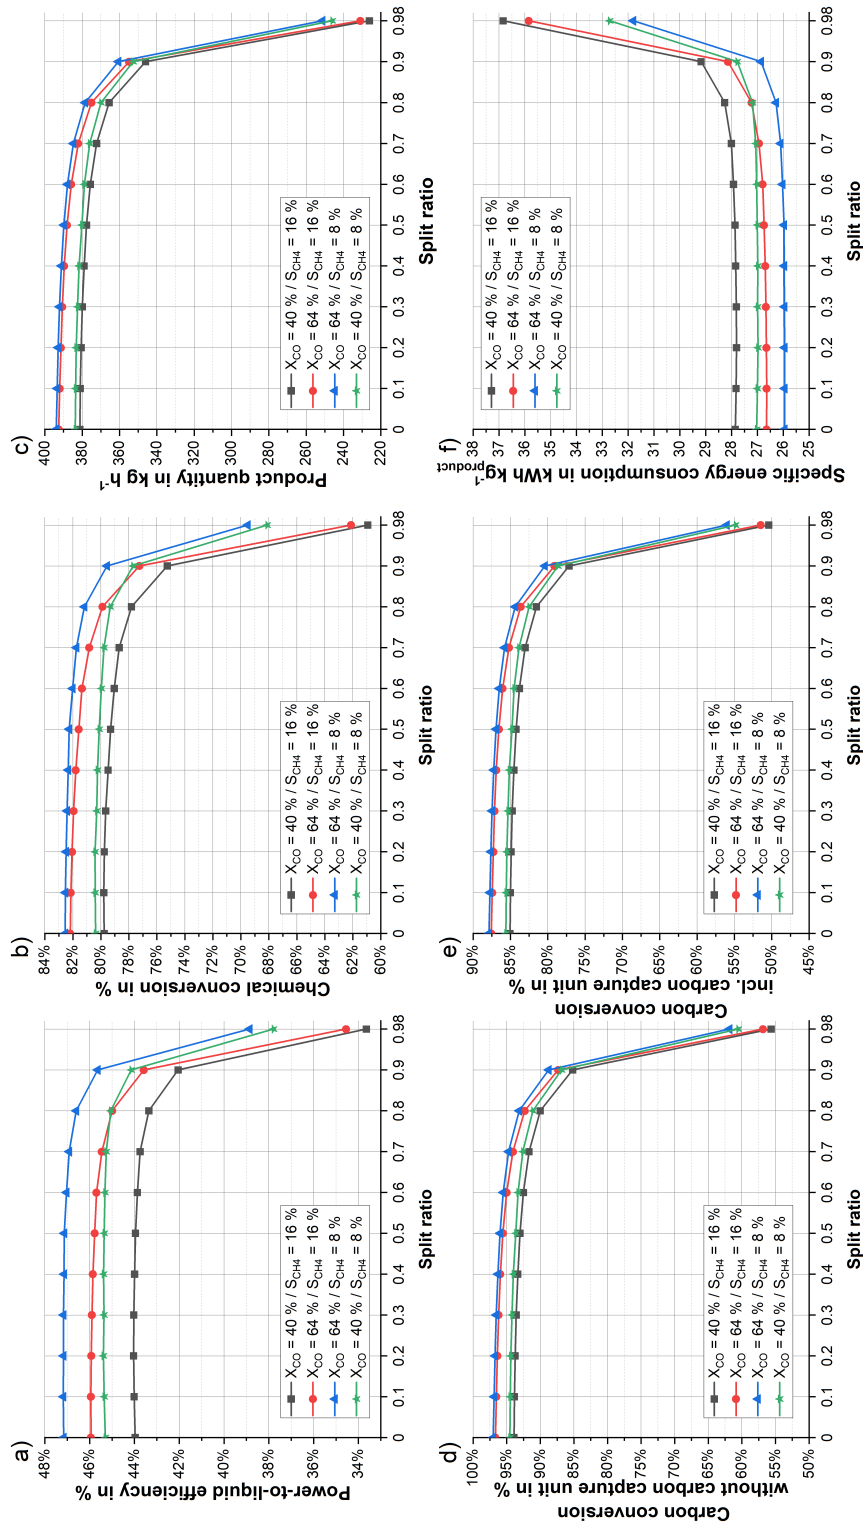 a)
Power-to-liquid efficiency in %
48%
46%
44%
42%
40%
38%
36%
34%
0 0.1 0.2 0.3 0.4 0.5 0.6 0.7 0.8 0.9 0.98
Split ratio
X_CO = 40 % / S_CH4 = 16 %
X_CO = 64 % / S_CH4 = 16 %
X_CO = 64 % / S_CH4 = 8 %
X_CO = 40 % / S_CH4 = 8 %
b)
Chemical conversion in %
84%
82%
80%
78%
76%
74%
72%
70%
68%
66%
64%
62%
60%
0 0.1 0.2 0.3 0.4 0.5 0.6 0.7 0.8 0.9 0.98
Split ratio
X_CO = 40 % / S_CH4 = 16 %
X_CO = 64 % / S_CH4 = 16 %
X_CO = 64 % / S_CH4 = 8 %
X_CO = 40 % / S_CH4 = 8 %
c)
Product quantity in kg h⁻¹
400
380
360
340
320
300
280
260
240
220
0 0.1 0.2 0.3 0.4 0.5 0.6 0.7 0.8 0.9 0.98
Split ratio
X_CO = 40 % / S_CH4 = 16 %
X_CO = 64 % / S_CH4 = 16 %
X_CO = 64 % / S_CH4 = 8 %
X_CO = 40 % / S_CH4 = 8 %
d)
Carbon conversion
without carbon capture unit in %
100%
95%
90%
85%
80%
75%
70%
65%
60%
55%
50%
0 0.1 0.2 0.3 0.4 0.5 0.6 0.7 0.8 0.9 0.98
Split ratio
X_CO = 40 % / S_CH4 = 16 %
X_CO = 64 % / S_CH4 = 16 %
X_CO = 64 % / S_CH4 = 8 %
X_CO = 40 % / S_CH4 = 8 %
e)
Carbon conversion
incl. carbon capture unit in %
90%
85%
80%
75%
70%
65%
60%
55%
50%
45%
0 0.1 0.2 0.3 0.4 0.5 0.6 0.7 0.8 0.9 0.98
Split ratio
X_CO = 40 % / S_CH4 = 16 %
X_CO = 64 % / S_CH4 = 16 %
X_CO = 64 % / S_CH4 = 8 %
X_CO = 40 % / S_CH4 = 8 %
f)
Specific energy consumption in kWh kg⁻¹_product
38
37
36
35
34
33
32
31
30
29
28
27
26
25
0 0.1 0.2 0.3 0.4 0.5 0.6 0.7 0.8 0.9 0.98
Split ratio
X_CO = 40 % / S_CH4 = 16 %
X_CO = 64 % / S_CH4 = 16 %
X_CO = 64 % / S_CH4 = 8 %
X_CO = 40 % / S_CH4 = 8 %